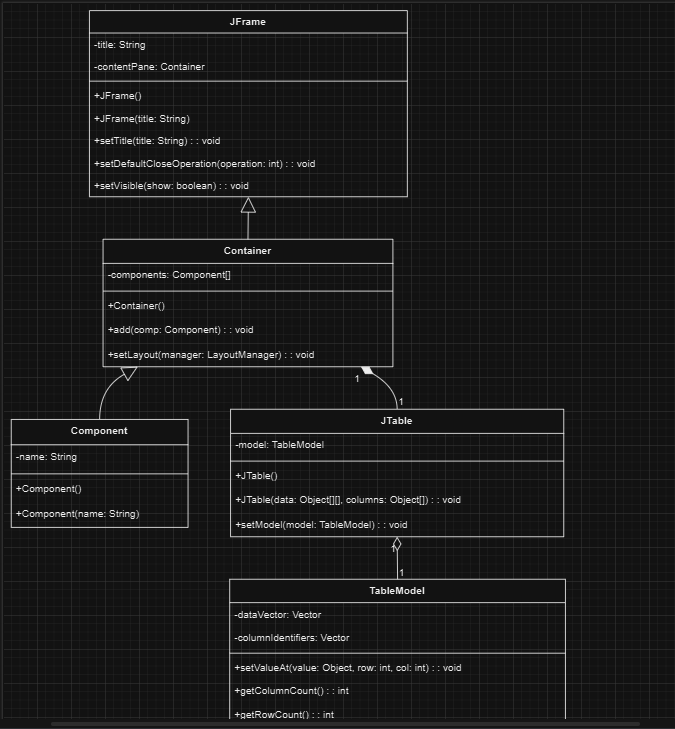 JFrame
-title: String
-contentPane: Container
+JFrame()
+JFrame(title: String)
+setTitle(title: String) : : void
+setDefaultCloseOperation(operation: int) : : void
+setVisible(show: boolean) : : void
Container
-components: Component[]
+Container()
+add(comp: Component) : : void
+setLayout(manager: LayoutManager) : : void
1
1
Component
-name: String
+Component()
+Component(name: String)
JTable
-model: TableModel
+JTable()
+JTable(data: Object[][], columns: Object[]) : : void
+setModel(model: TableModel) : : void
1
1
TableModel
-dataVector: Vector
-columnIdentifiers: Vector
+setValueAt(value: Object, row: int, col: int) : : void
+getColumnCount() : : int
+getRowCount() : : int